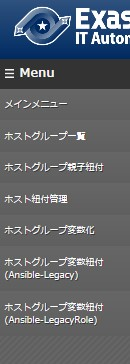 Exas
IT Autom
☰ Menu
メインメニュー
ホストグループ一覧
ホストグループ親子紐付
ホスト紐付管理
ホストグループ変数化
ホストグループ変数紐付
(Ansible-Legacy)
ホストグループ変数紐付
(Ansible-LegacyRole)